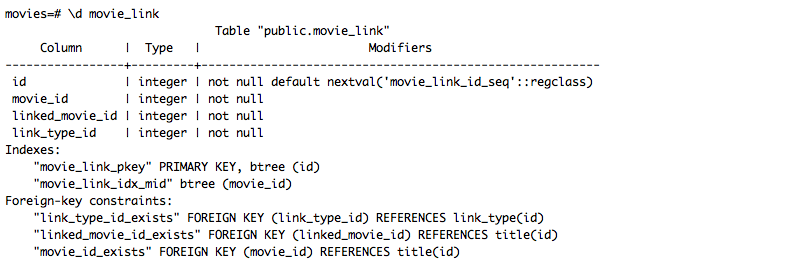 movies=# \d movie_link
                              Table "public.movie_link"
     Column      |  Type   |                       Modifiers
-----------------+---------+--------------------------------------------------------
 id              | integer | not null default nextval('movie_link_id_seq'::regclass)
 movie_id        | integer | not null
 linked_movie_id | integer | not null
 link_type_id    | integer | not null
Indexes:
    "movie_link_pkey" PRIMARY KEY, btree (id)
    "movie_link_idx_mid" btree (movie_id)
Foreign-key constraints:
    "link_type_id_exists" FOREIGN KEY (link_type_id) REFERENCES link_type(id)
    "linked_movie_id_exists" FOREIGN KEY (linked_movie_id) REFERENCES title(id)
    "movie_id_exists" FOREIGN KEY (movie_id) REFERENCES title(id)